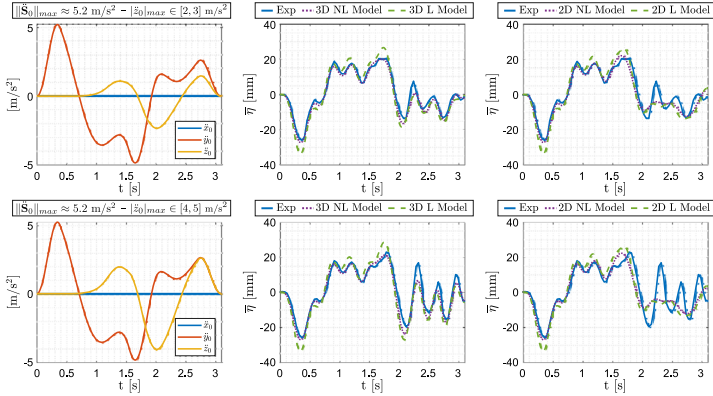 ||S̈₀||max ≈ 5.2 m/s² − |z̈₀|max ∈ [2, 3] m/s²
Exp 3D NL Model 3D L Model
Exp 2D NL Model 2D L Model
[m/s²]
5
0
-5
0 0.5 1 1.5 2 2.5 3
t [s]
ẍ₀
ÿ₀
z̈₀
η̄ [mm]
40
20
0
-20
-40
0 0.5 1 1.5 2 2.5 3
t [s]
η̄ [mm]
40
20
0
-20
-40
0 0.5 1 1.5 2 2.5 3
t [s]
||S̈₀||max ≈ 5.2 m/s² − |z̈₀|max ∈ [4, 5] m/s²
Exp 3D NL Model 3D L Model
Exp 2D NL Model 2D L Model
[m/s²]
5
0
-5
0 0.5 1 1.5 2 2.5 3
t [s]
ẍ₀
ÿ₀
z̈₀
η̄ [mm]
40
20
0
-20
-40
0 0.5 1 1.5 2 2.5 3
t [s]
η̄ [mm]
40
20
0
-20
-40
0 0.5 1 1.5 2 2.5 3
t [s]